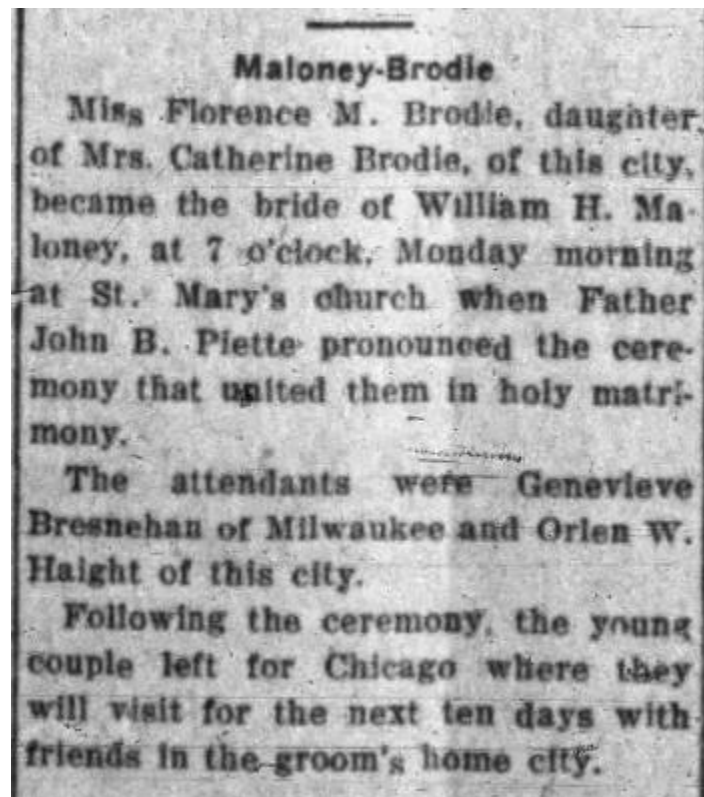 Maloney-Brodie
Miss Florence M. Brodie, daughter
of Mrs. Catherine Brodie, of this city,
became the bride of William H. Ma-
loney, at 7 o'clock, Monday morning
at St. Mary's church when Father
John B. Piette pronounced the cere-
mony that united them in holy matri-
mony.
The attendants were Genevieve
Bresnehan of Milwaukee and Orlen W.
Haight of this city.
Following the ceremony, the young
couple left for Chicago where they
will visit for the next ten days with
friends in the groom's home city.